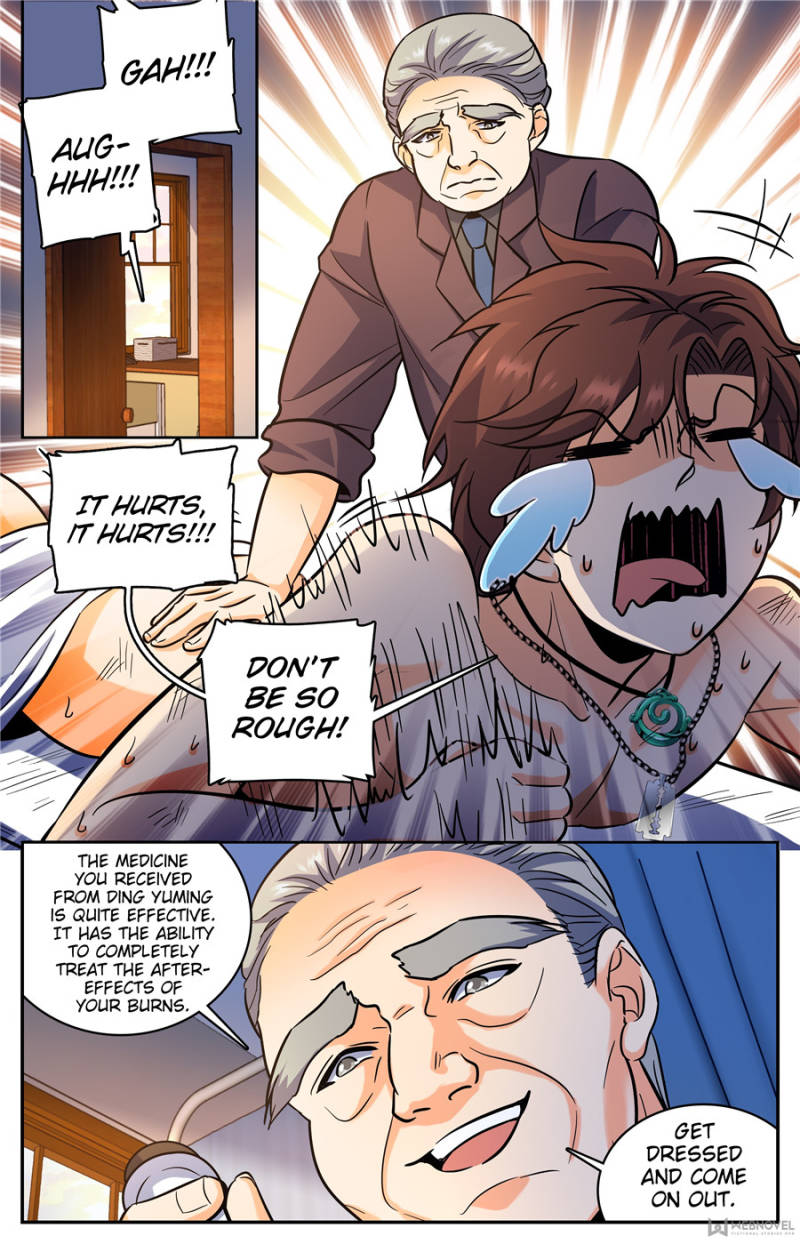 GAH!!!
AUG-
HHH!!!
IT HURTS,
IT HURTS!!!
DON'T
BE SO
ROUGH!
THE MEDICINE
YOU RECEIVED
FROM DING YUMING
IS QUITE EFFECTIVE.
IT HAS THE ABILITY
TO COMPLETELY
TREAT THE AFTER-
EFFECTS OF
YOUR BURNS.
GET
DRESSED
AND COME
ON OUT.
WEBNOVEL